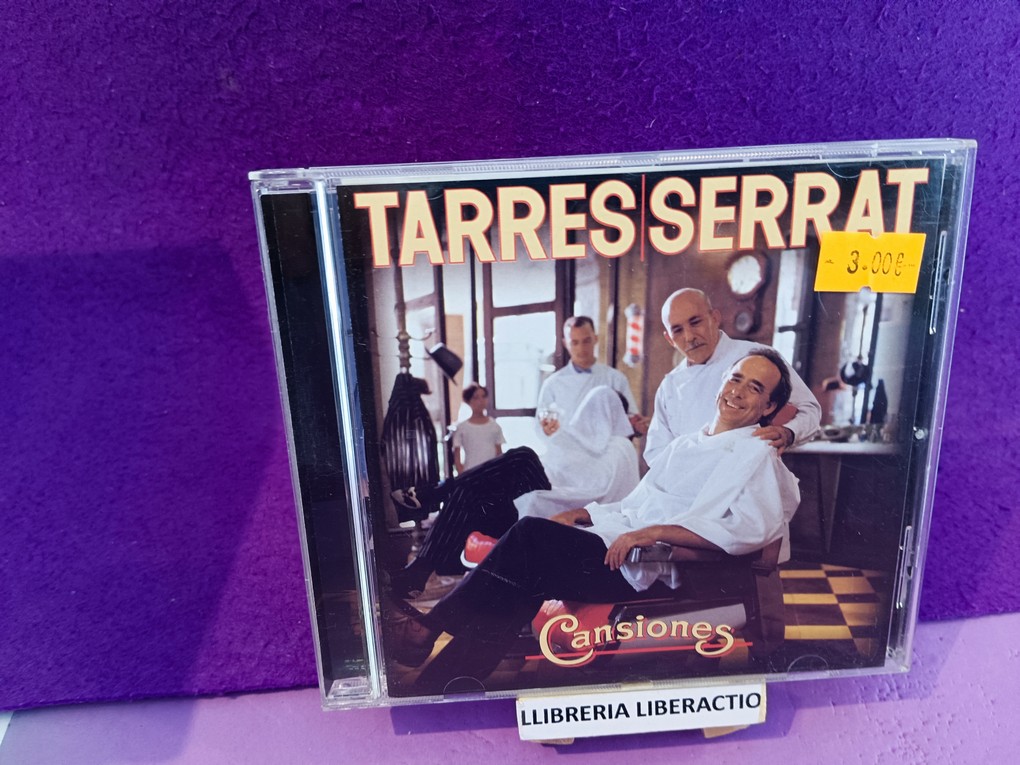 TARRES|SERRAT
3.00€
Cansiones
LLIBRERIA LIBERACTIO